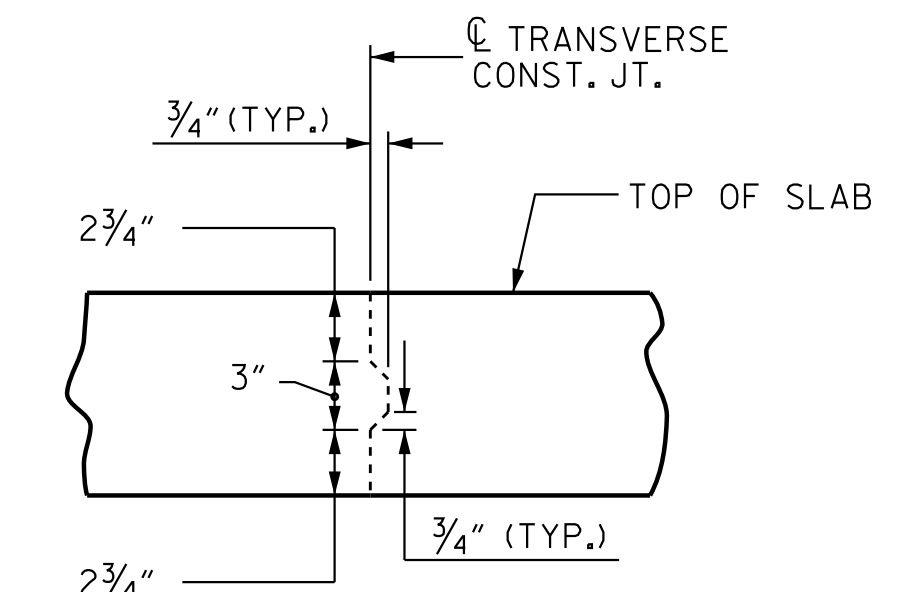 ℄ TRANSVERSE
CONST. JT.
3/4" (TYP.)
TOP OF SLAB
2 3/4"
3"
3/4" (TYP.)
2 3/4"